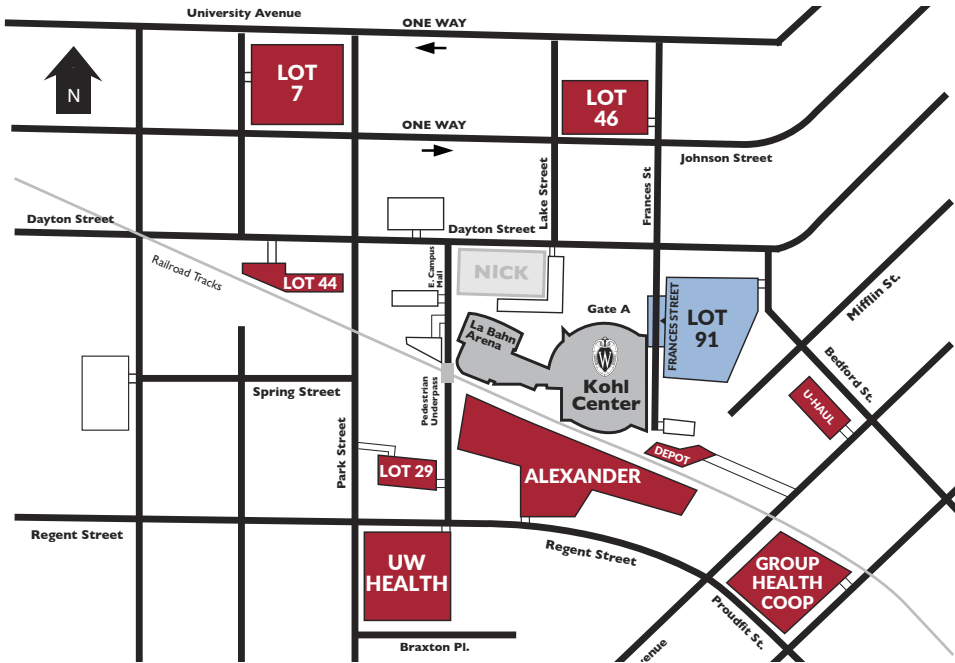 University Avenue
ONE WAY
N
LOT
7
LOT
46
ONE WAY
Johnson Street
Lake Street
Frances St
Dayton Street
Dayton Street
Railroad Tracks
E. Campus
Mall
NICK
LOT 44
Gate A
FRANCES STREET
LOT
91
Mifflin St.
La Bahn
Arena
W
Kohl
Center
Bedford St.
Spring Street
Pedestrian
Underpass
U-HAUL
Park Street
LOT 29
ALEXANDER
DEPOT
Regent Street
Regent Street
UW
HEALTH
GROUP
HEALTH
COOP
Proudfit St.
Braxton Pl.
venue